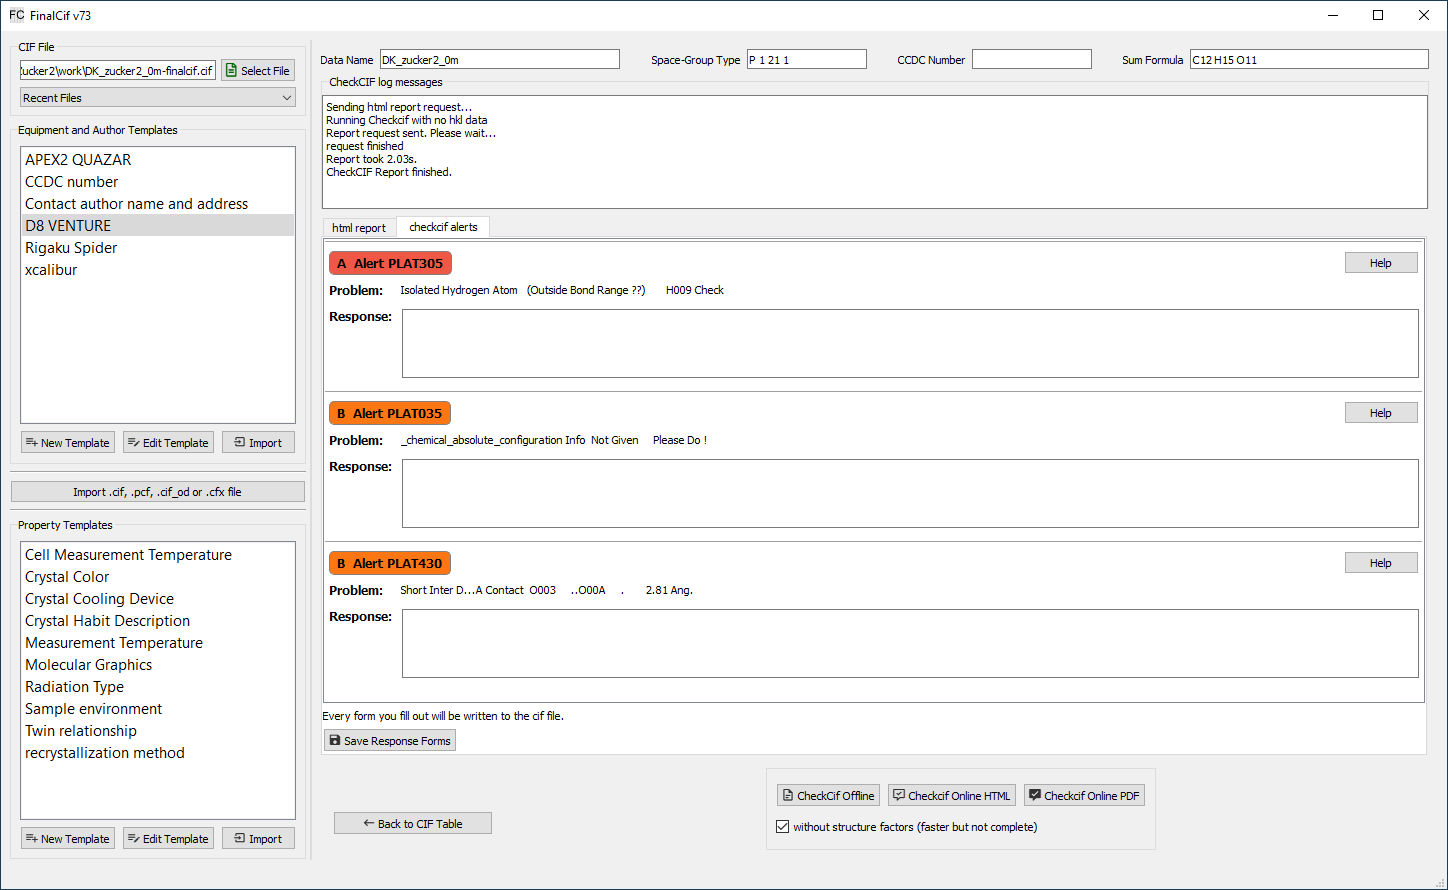 FC FinalCif v73
CIF File
:ucker2\work\DK_zucker2_0m-finalcif.cif
Select File
Recent Files
Equipment and Author Templates
APEX2 QUAZAR
CCDC number
Contact author name and address
D8 VENTURE
Rigaku Spider
xcalibur
New Template
Edit Template
Import
Import .cif, .pcf, .cif_od or .cfx file
Property Templates
Cell Measurement Temperature
Crystal Color
Crystal Cooling Device
Crystal Habit Description
Measurement Temperature
Molecular Graphics
Radiation Type
Sample environment
Twin relationship
recrystallization method
New Template
Edit Template
Import
Data Name DK_zucker2_0m
Space-Group Type P 1 21 1
CCDC Number
Sum Formula C12 H15 O11
CheckCIF log messages
Sending html report request...
Running Checkcif with no hkl data
Report request sent. Please wait...
request finished
Report took 2.03s.
CheckCIF Report finished.
html report
checkcif alerts
A Alert PLAT305
Help
Problem: Isolated Hydrogen Atom (Outside Bond Range ??) H009 Check
Response:
B Alert PLAT035
Help
Problem: _chemical_absolute_configuration Info Not Given Please Do !
Response:
B Alert PLAT430
Help
Problem: Short Inter D...A Contact O003 ..O00A . 2.81 Ang.
Response:
Every form you fill out will be written to the cif file.
Save Response Forms
Back to CIF Table
CheckCif Offline
Checkcif Online HTML
Checkcif Online PDF
without structure factors (faster but not complete)